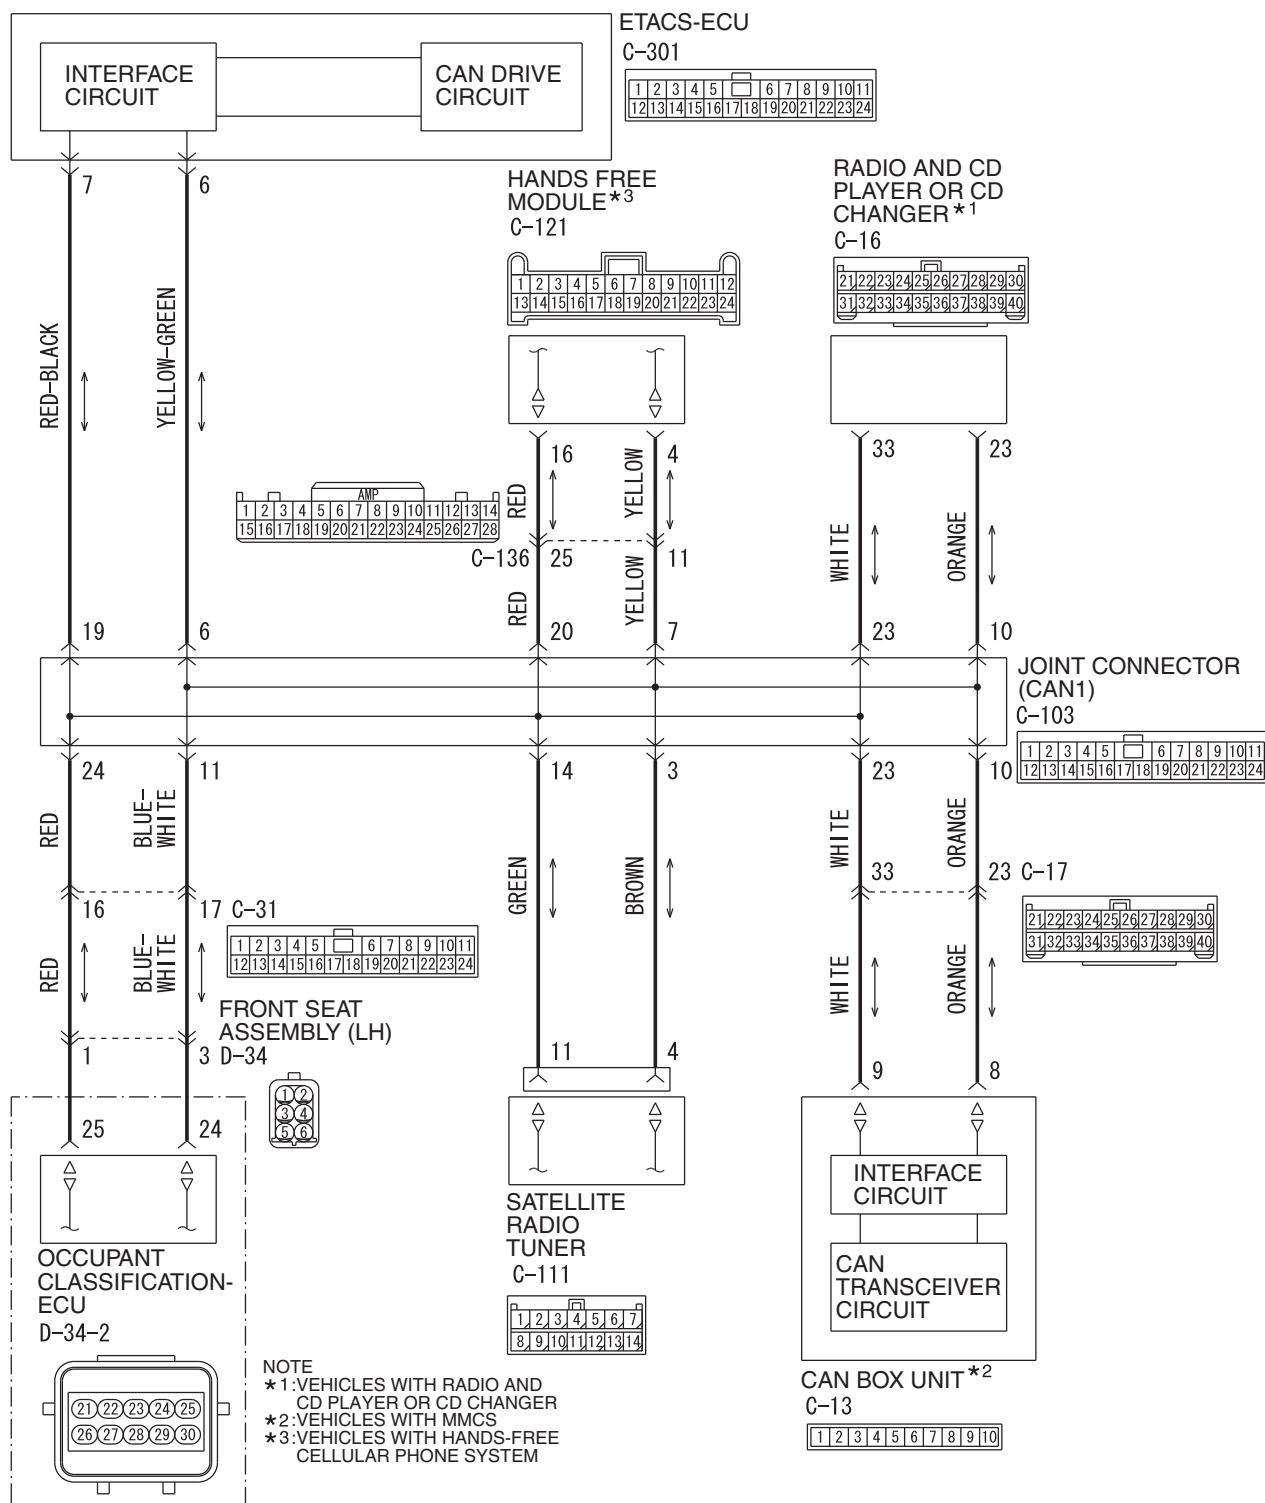 ETACS-ECU
C-301
INTERFACE
CIRCUIT
CAN DRIVE
CIRCUIT
1 2 3 4 5 6 7 8 9 10 11
12 13 14 15 16 17 18 19 20 21 22 23 24
7
6
HANDS FREE
MODULE*3
C-121
1 2 3 4 5 6 7 8 9 10 11 12
13 14 15 16 17 18 19 20 21 22 23 24
RADIO AND CD
PLAYER OR CD
CHANGER*1
C-16
21 22 23 24 25 26 27 28 29 30
31 32 33 34 35 36 37 38 39 40
RED-BLACK
YELLOW-GREEN
16
4
33
23
RED
YELLOW
AMP
1 2 3 4 5 6 7 8 9 10 11 12 13 14
15 16 17 18 19 20 21 22 23 24 25 26 27 28
C-136
25
11
WHITE
ORANGE
RED
YELLOW
19
6
20
7
23
10
JOINT CONNECTOR
(CAN1)
C-103
1 2 3 4 5 6 7 8 9 10 11
12 13 14 15 16 17 18 19 20 21 22 23 24
24
11
14
3
23
10
RED
BLUE-
WHITE
GREEN
BROWN
WHITE
ORANGE
33
23 C-17
21 22 23 24 25 26 27 28 29 30
31 32 33 34 35 36 37 38 39 40
16
17 C-31
1 2 3 4 5 6 7 8 9 10 11
12 13 14 15 16 17 18 19 20 21 22 23 24
RED
BLUE-
WHITE
WHITE
ORANGE
FRONT SEAT
ASSEMBLY (LH)
1
3 D-34
1 2
3 4
5 6
11
4
9
8
25
24
OCCUPANT
CLASSIFICATION-
ECU
D-34-2
21 22 23 24 25
26 27 28 29 30
SATELLITE
RADIO
TUNER
C-111
1 2 3 4 5 6 7
8 9 10 11 12 13 14
INTERFACE
CIRCUIT
CAN
TRANSCEIVER
CIRCUIT
CAN BOX UNIT*2
C-13
1 2 3 4 5 6 7 8 9 10
NOTE
*1:VEHICLES WITH RADIO AND
CD PLAYER OR CD CHANGER
*2:VEHICLES WITH MMCS
*3:VEHICLES WITH HANDS-FREE
CELLULAR PHONE SYSTEM